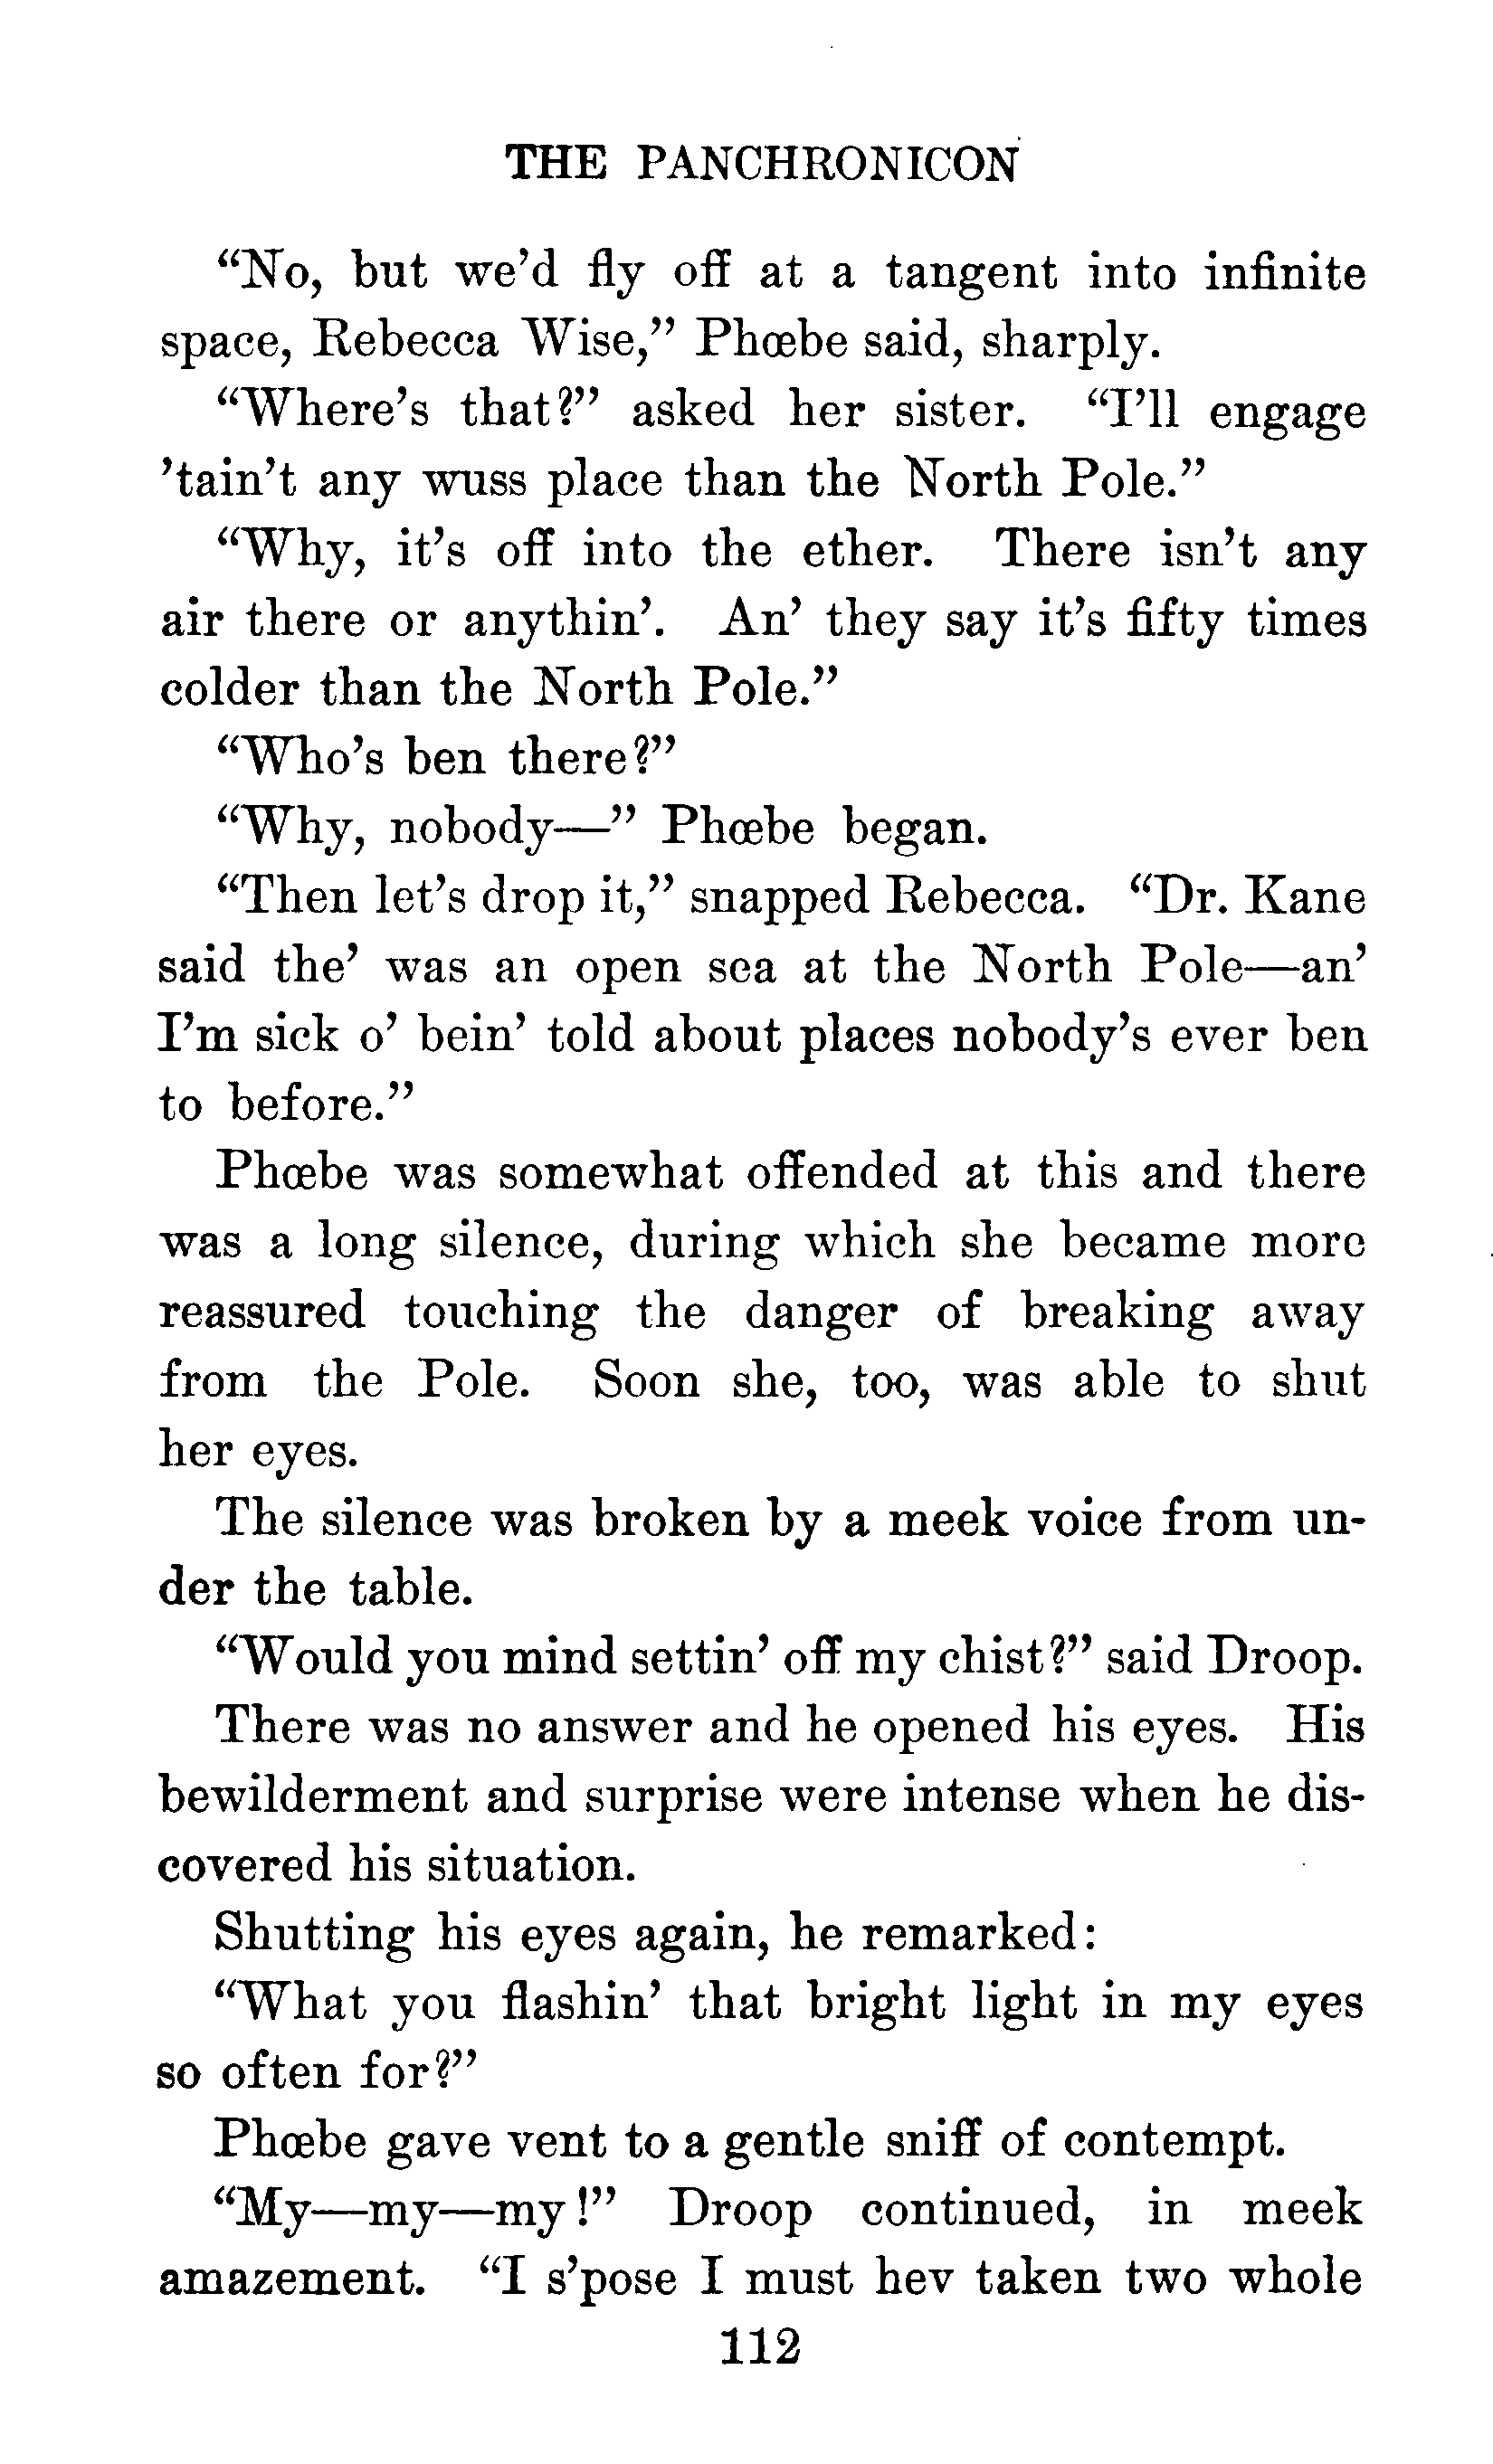 THE PANCHRONICON
“No, but we’d fly off at a tangent into infinite
space, Rebecca Wise,” Phœbe said, sharply.
“Where’s that?” asked her sister. “I’ll engage
’tain’t any wuss place than the North Pole.”
“Why, it’s off into the ether. There isn’t any
air there or anythin’. An’ they say it’s fifty times
colder than the North Pole.”
“Who’s ben there?”
“Why, nobody—” Phœbe began.
“Then let’s drop it,” snapped Rebecca. “Dr. Kane
said the’ was an open sea at the North Pole—an’
I’m sick o’ bein’ told about places nobody’s ever ben
to before.”
Phœbe was somewhat offended at this and there
was a long silence, during which she became more
reassured touching the danger of breaking away
from the Pole. Soon she, too, was able to shut
her eyes.
The silence was broken by a meek voice from un-
der the table.
“Would you mind settin’ off my chist?” said Droop.
There was no answer and he opened his eyes. His
bewilderment and surprise were intense when he dis-
covered his situation.
Shutting his eyes again, he remarked:
“What you flashin’ that bright light in my eyes
so often for?”
Phœbe gave vent to a gentle sniff of contempt.
“My—my—my!” Droop continued, in meek
amazement. “I s’pose I must hev taken two whole
112